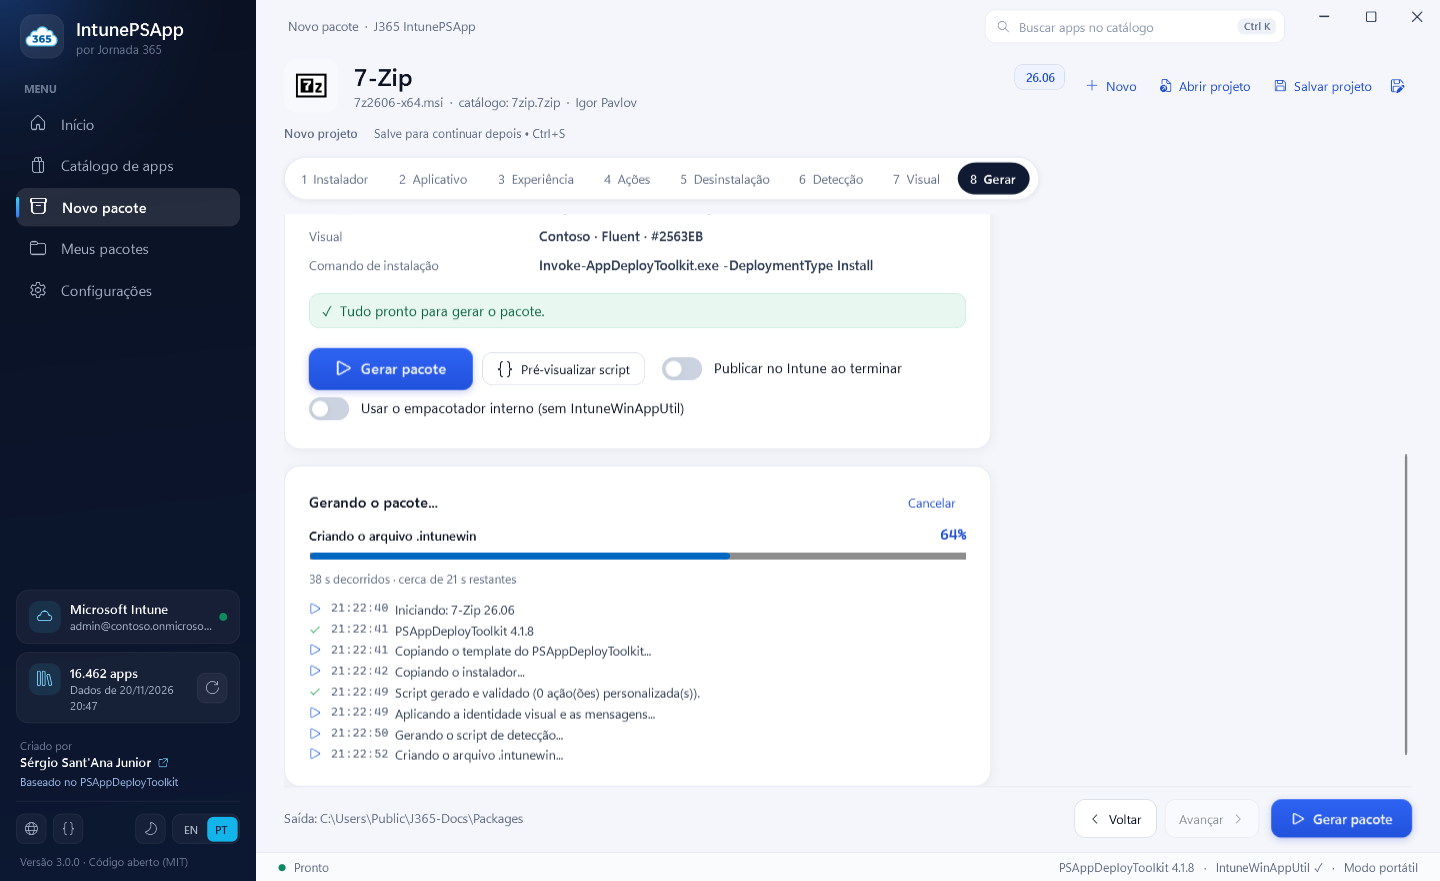 365
IntunePSApp
por Jornada 365
MENU
Início
Catálogo de apps
Novo pacote
Meus pacotes
Configurações
Microsoft Intune
admin@contoso.onmicroso...
16.462 apps
Dados de 20/11/2026
20:47
Criado por
Sérgio Sant'Ana Junior
Baseado no PSAppDeployToolkit
{}
EN
PT
Versão 3.0.0 · Código aberto (MIT)
Novo pacote · J365 IntunePSApp
Buscar apps no catálogo
Ctrl K
7z
7-Zip
7z2606-x64.msi · catálogo: 7zip.7zip · Igor Pavlov
26.06
Novo
Abrir projeto
Salvar projeto
Novo projeto
Salve para continuar depois • Ctrl+S
1 Instalador
2 Aplicativo
3 Experiência
4 Ações
5 Desinstalação
6 Detecção
7 Visual
8 Gerar
Visual
Contoso · Fluent · #2563EB
Comando de instalação
Invoke-AppDeployToolkit.exe -DeploymentType Install
✓ Tudo pronto para gerar o pacote.
Gerar pacote
{} Pré-visualizar script
Publicar no Intune ao terminar
Usar o empacotador interno (sem IntuneWinAppUtil)
Gerando o pacote...
Cancelar
Criando o arquivo .intunewin
64%
38 s decorridos · cerca de 21 s restantes
21:22:40 Iniciando: 7-Zip 26.06
21:22:41 PSAppDeployToolkit 4.1.8
21:22:41 Copiando o template do PSAppDeployToolkit...
21:22:42 Copiando o instalador...
21:22:49 Script gerado e validado (0 ação(ões) personalizada(s)).
21:22:49 Aplicando a identidade visual e as mensagens...
21:22:50 Gerando o script de detecção...
21:22:52 Criando o arquivo .intunewin...
Saída: C:\Users\Public\J365-Docs\Packages
Voltar
Avançar
Gerar pacote
Pronto
PSAppDeployToolkit 4.1.8 · IntuneWinAppUtil ✓ · Modo portátil